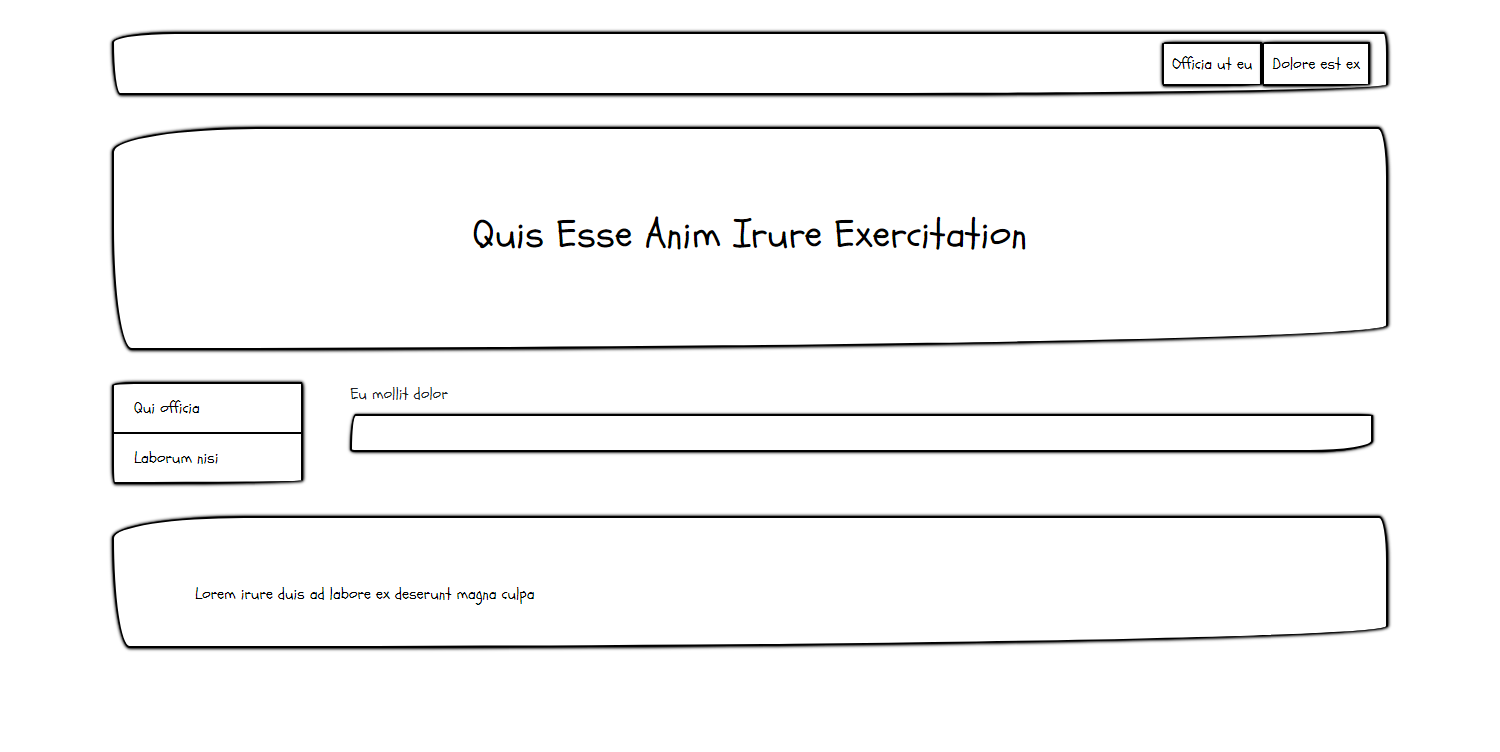 Officia ut eu Dolore est ex
Quis Esse Anim Irure Exercitation
Qui officia
Eu mollit dolor
Laborum nisi
Lorem irure duis ad labore ex deserunt magna culpa